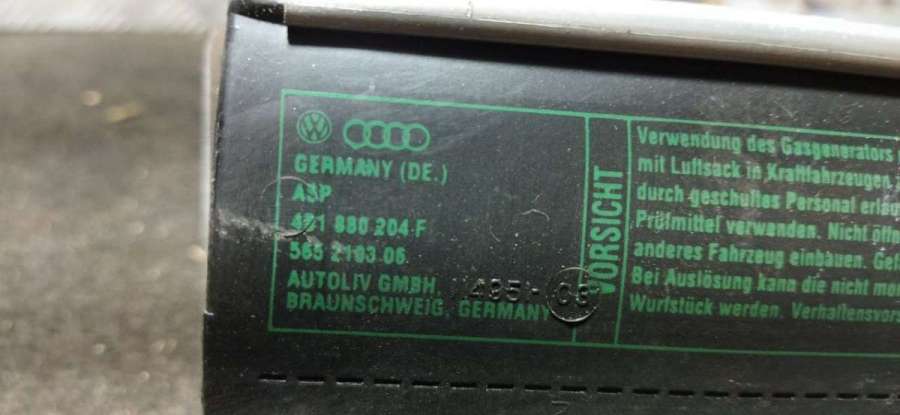 GERMANY (DE.)
ASP
4B1 880 204 F
565 2193 06
AUTOLIV GMBH.
BRAUNSCHWEIG, GERMANY
VORSICHT
Verwendung des Gasgenerators
mit Luftsack in Kraftfahrzeugen,
durch geschultes Personal
Prüfmittel verwenden. Nicht
anderes Fahrzeug einbauen.
Bei Auslösung kann die nicht
Wurfstück werden.